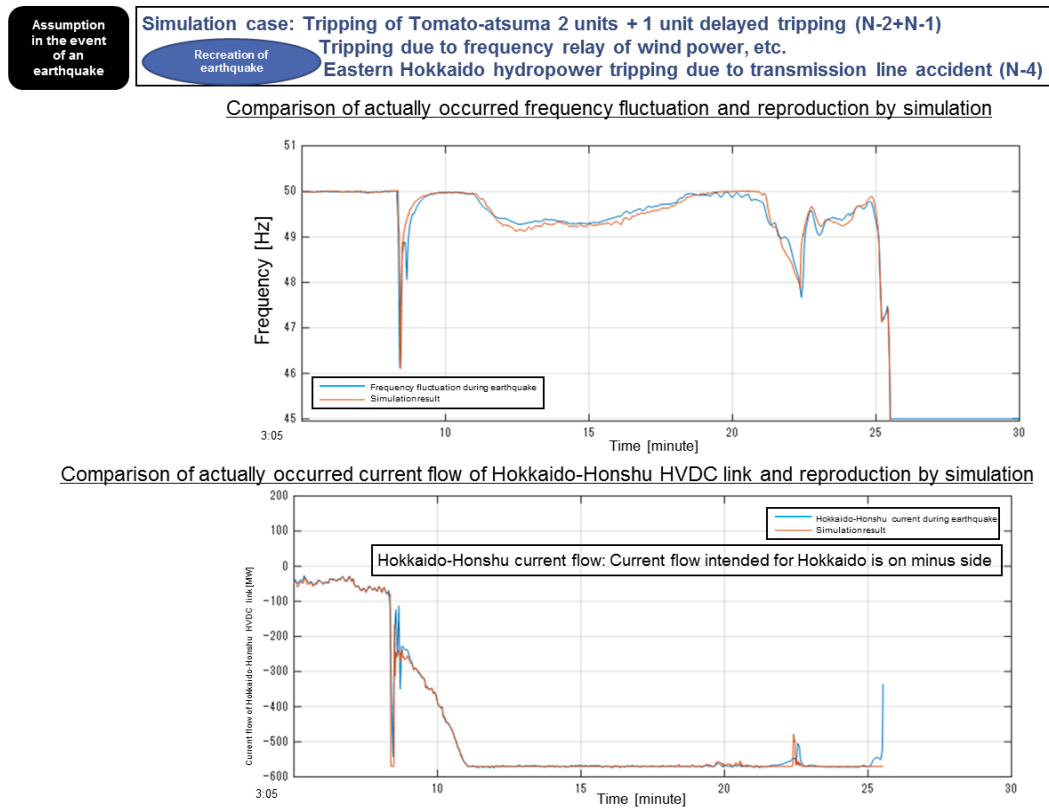 Assumption
in the event
of an
earthquake
Simulation case: Tripping of Tomato-atsuma 2 units + 1 unit delayed tripping (N-2+N-1)
Recreation of
earthquake
Tripping due to frequency relay of wind power, etc.
Eastern Hokkaido hydropower tripping due to transmission line accident (N-4)
Comparison of actually occurred frequency fluctuation and reproduction by simulation
Frequency [Hz]
51
50
49
48
47
46
45
Frequency fluctuation during earthquake
Simulation result
3:05
10
15
20
25
30
Time [minute]
Comparison of actually occurred current flow of Hokkaido-Honshu HVDC link and reproduction by simulation
Current flow of Hokkaido-Honshu HVDC link[MW]
200
100
0
-100
-200
-300
-400
-500
-600
Hokkaido-Honshu current during earthquake
Simulation result
Hokkaido-Honshu current flow: Current flow intended for Hokkaido is on minus side
3:05
10
15
20
25
30
Time [minute]